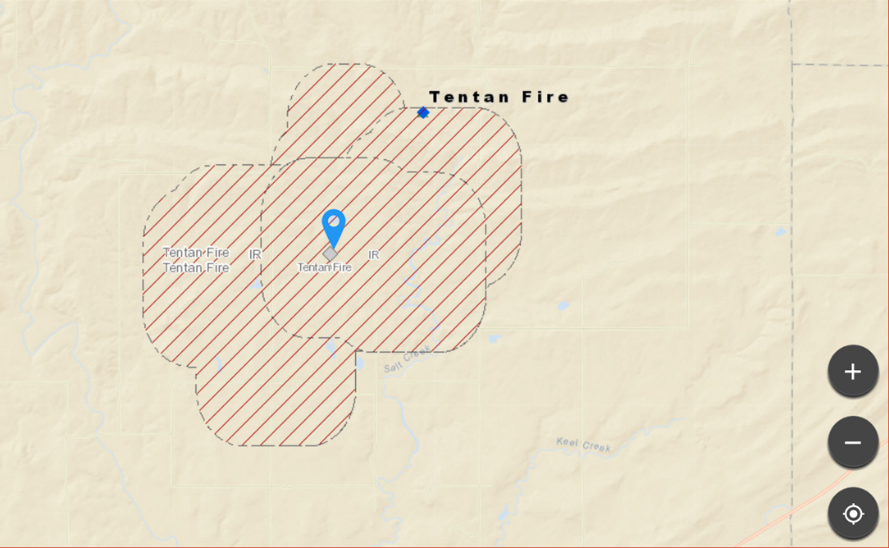 Tentan Fire
Tentan Fire
Tentan Fire
IR
IR
Tentan Fire
Salt Creek
Keel Creek